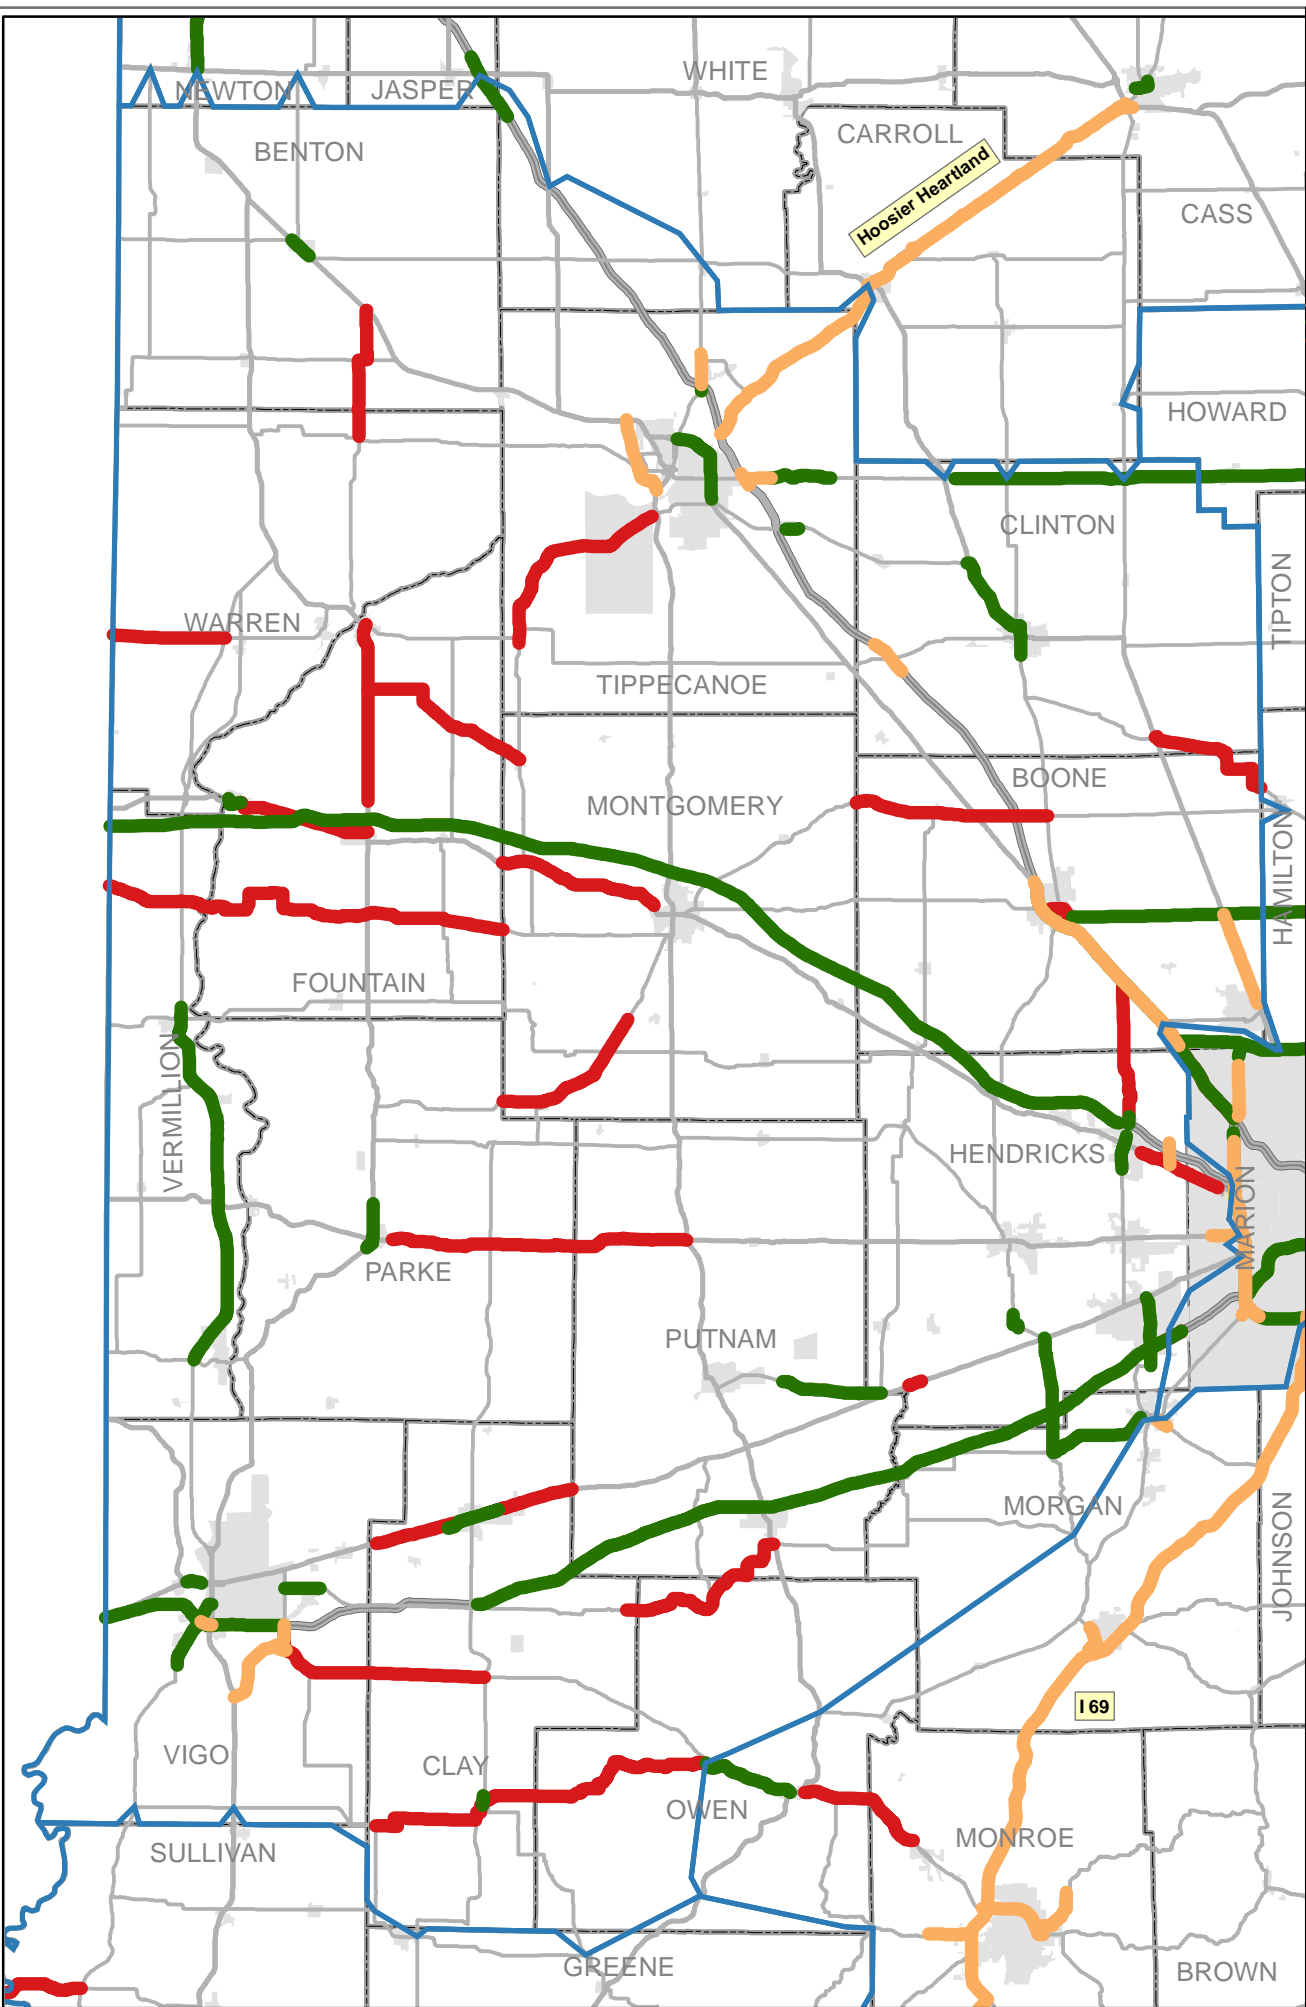 WHITE
NEWTON
JASPER
CARROLL
BENTON
Hoosier Heartland
CASS
HOWARD
CLINTON
TIPTON
WARREN
TIPPECANOE
BOONE
MONTGOMERY
HAMILTON
FOUNTAIN
VERMILLION
HENDRICKS
MARION
PARKE
PUTNAM
MORGAN
JOHNSON
I 69
VIGO
CLAY
OWEN
MONROE
SULLIVAN
GREENE
BROWN